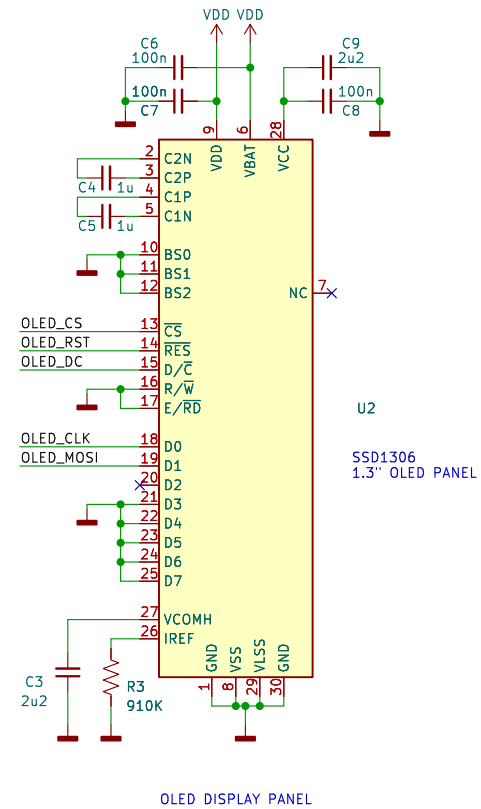 VDD VDD
C6
100n
C9
2u2
100n
C7
100n
C8
9 6 28
VDD VBAT VCC
2 C2N
3 C2P
C4 1u
4 C1P
5 C1N
C5 1u
10 BS0
11 BS1
12 BS2
NC 7
OLED_CS 13 CS
OLED_RST 14 RES
OLED_DC 15 D/C
16 R/W
17 E/RD
U2
OLED_CLK 18 D0
OLED_MOSI 19 D1
SSD1306
1.3" OLED PANEL
20 D2
21 D3
22 D4
23 D5
24 D6
25 D7
27 VCOMH
26 IREF
GND VSS VLSS GND
1 8 29 30
C3
2u2
R3
910K
OLED DISPLAY PANEL